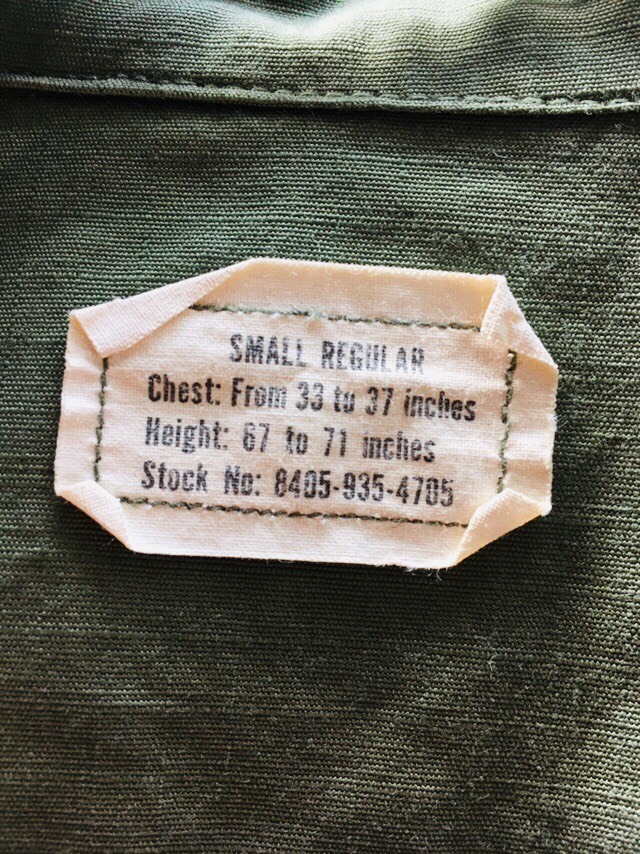 SMALL REGULAR
Chest: From 33 to 37 inches
Height: 67 to 71 inches
Stock No: 8405-935-4705